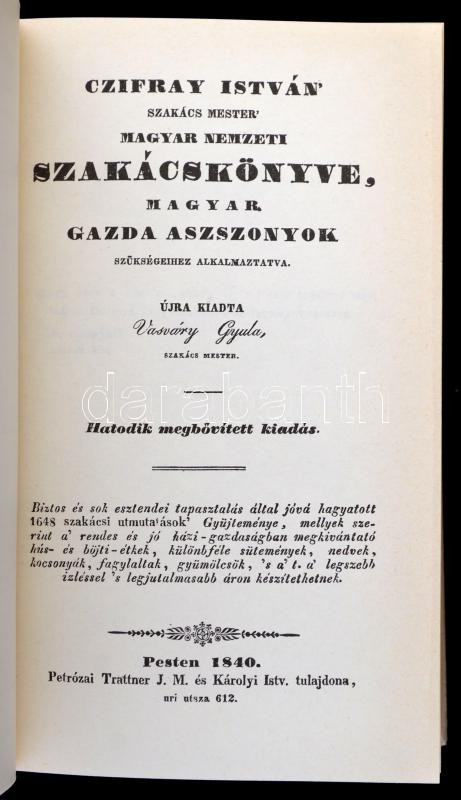 CZIFRAY ISTVÁN'
SZAKÁCS MESTER'
MAGYAR NEMZETI
SZAKÁCSKÖNYVE,
MAGYAR
GAZDA ASZSZONYOK
SZÜKSÉGEIHEZ ALKALMAZTATVA.
ÚJRA KIADTA
Vasváry Gyula,
SZAKÁCS MESTER.
darabanth
Hatodik megbővitett kiadás.
Biztos és sok esztendei tapasztalás által jóvá hagyatott
1648 szakácsi utmutatások' Gyüjteménye, mellyek sze-
rint a' rendes és jó házi-gazdaságban megkivántató
hús- és böjti-étkek, különbféle sütemények, nedvek,
kocsonyák, fagylaltak, gyümölcsök, 's a' t. a' legszebb
izléssel 's legjutalmasabb áron készíttethetnek.
Pesten 1840.
Petrózai Trattner J. M. és Károlyi Istv. tulajdona,
uri utsza 612.